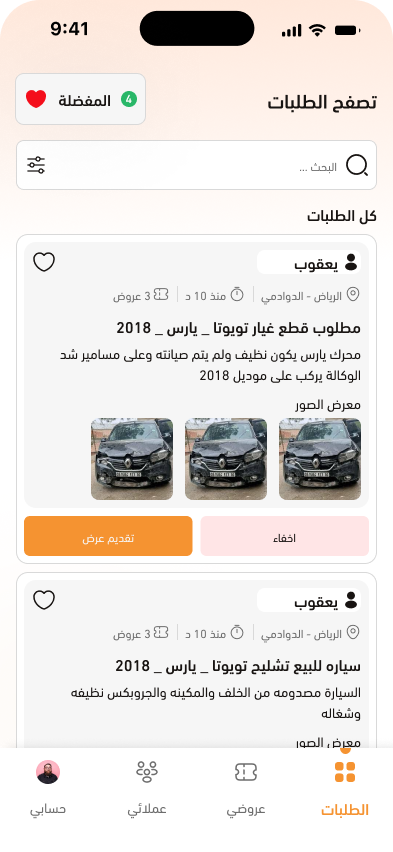 9:41
تصفح الطلبات
المفضلة 4
البحث ...
كل الطلبات
يعقوب
الرياض - الدوادمي | منذ 10 د | 3 عروض
مطلوب قطع غيار تويوتا _ يارس _ 2018
محرك يارس يكون نظيف ولم يتم صيانته وعلى مسامير شد
الوكالة يركب على موديل 2018
معرض الصور
اخفاء
تقديم عرض
يعقوب
الرياض - الدوادمي | منذ 10 د | 3 عروض
سياره للبيع تشليح تويوتا _ يارس _ 2018
السيارة مصدومه من الخلف والمكينه والجروبكس نظيفه
وشغاله
معرض الصور
الطلبات
عروضي
عملائي
حسابي